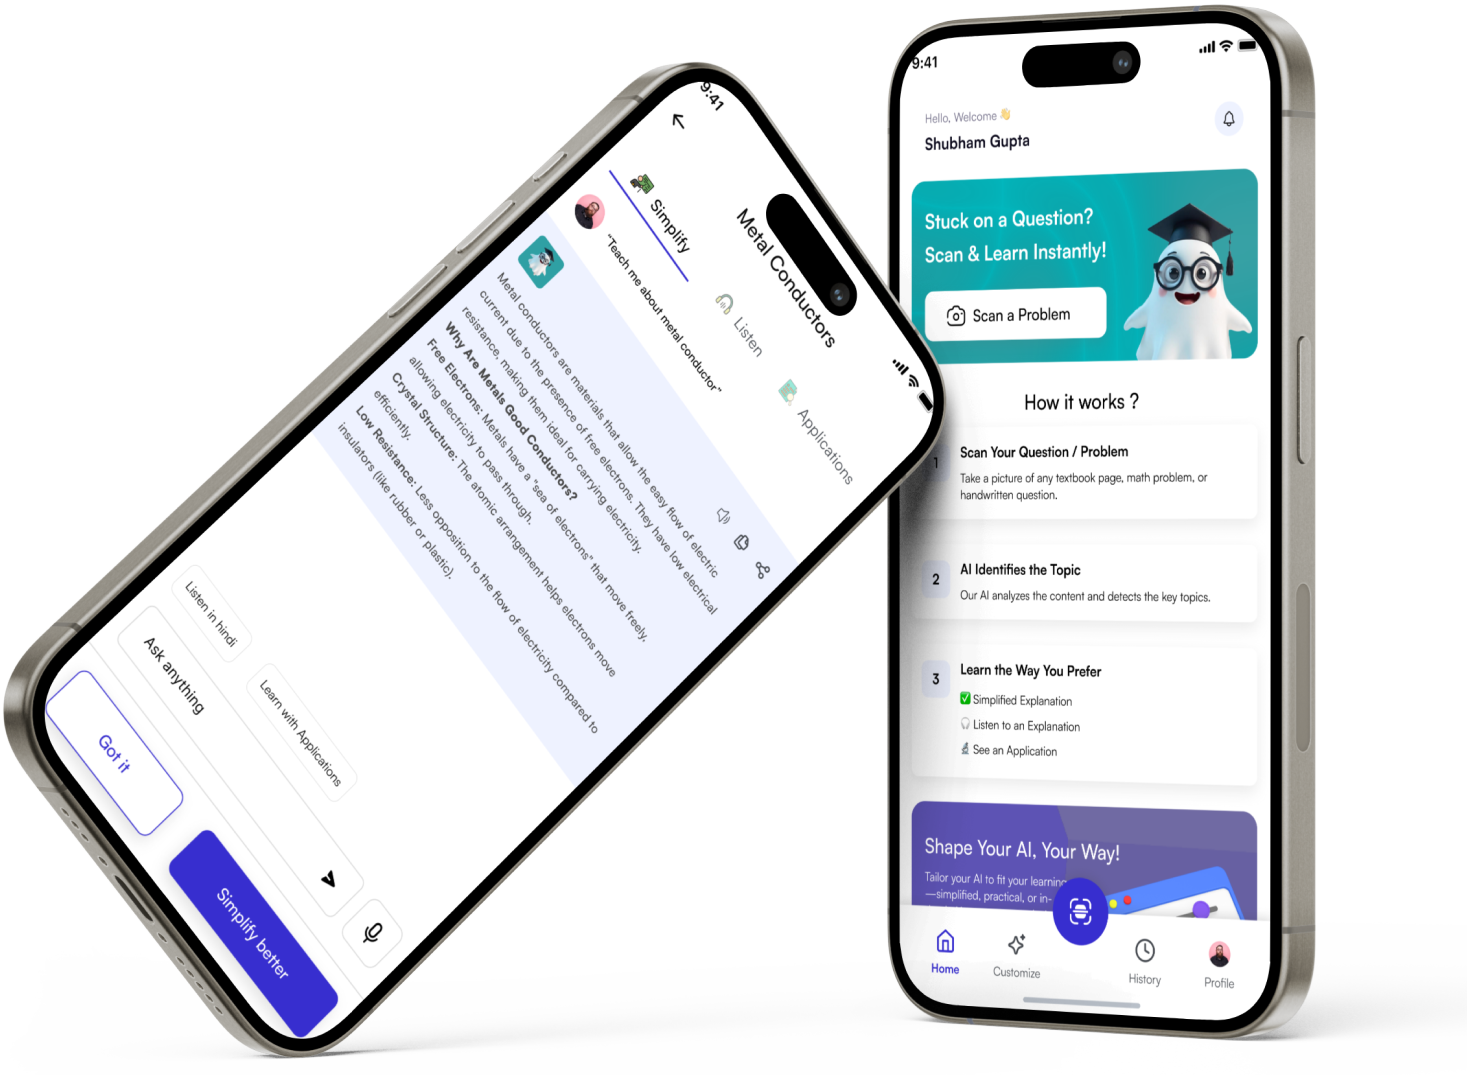 9:41
Metal Conductors
Simplify
Listen
Applications
"Teach me about metal conductor"
Metal conductors are materials that allow the easy flow of electric
current due to the presence of free electrons. They have low electrical
resistance, making them ideal for carrying electricity.
Why Are Metals Good Conductors?
Free Electrons: Metals have a "sea of electrons" that move freely,
allowing electricity to pass through.
Crystal Structure: The atomic arrangement helps electrons move
efficiently.
Low Resistance: Less opposition to the flow of electricity compared to
insulators (like rubber or plastic).
Listen in hindi
Learn with Applications
Ask anything
Got it
Simplify better
9:41
Hello, Welcome 👋
Shubham Gupta
Stuck on a Question?
Scan & Learn Instantly!
Scan a Problem
How it works ?
1
Scan Your Question / Problem
Take a picture of any textbook page, math problem, or
handwritten question.
2
AI Identifies the Topic
Our AI analyzes the content and detects the key topics.
3
Learn the Way You Prefer
✅ Simplified Explanation
🎧 Listen to an Explanation
🔬 See an Application
Shape Your AI, Your Way!
Tailor your AI to fit your learning
—simplified, practical, or in-
Home
Customize
History
Profile